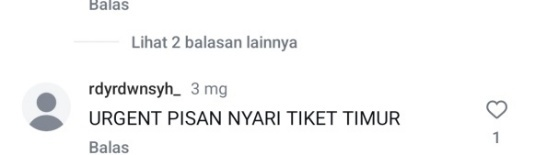 Balas
Lihat 2 balasan lainnya
rdyrdwnsyh_ 3 mg
URGENT PISAN NYARI TIKET TIMUR
1
Balas